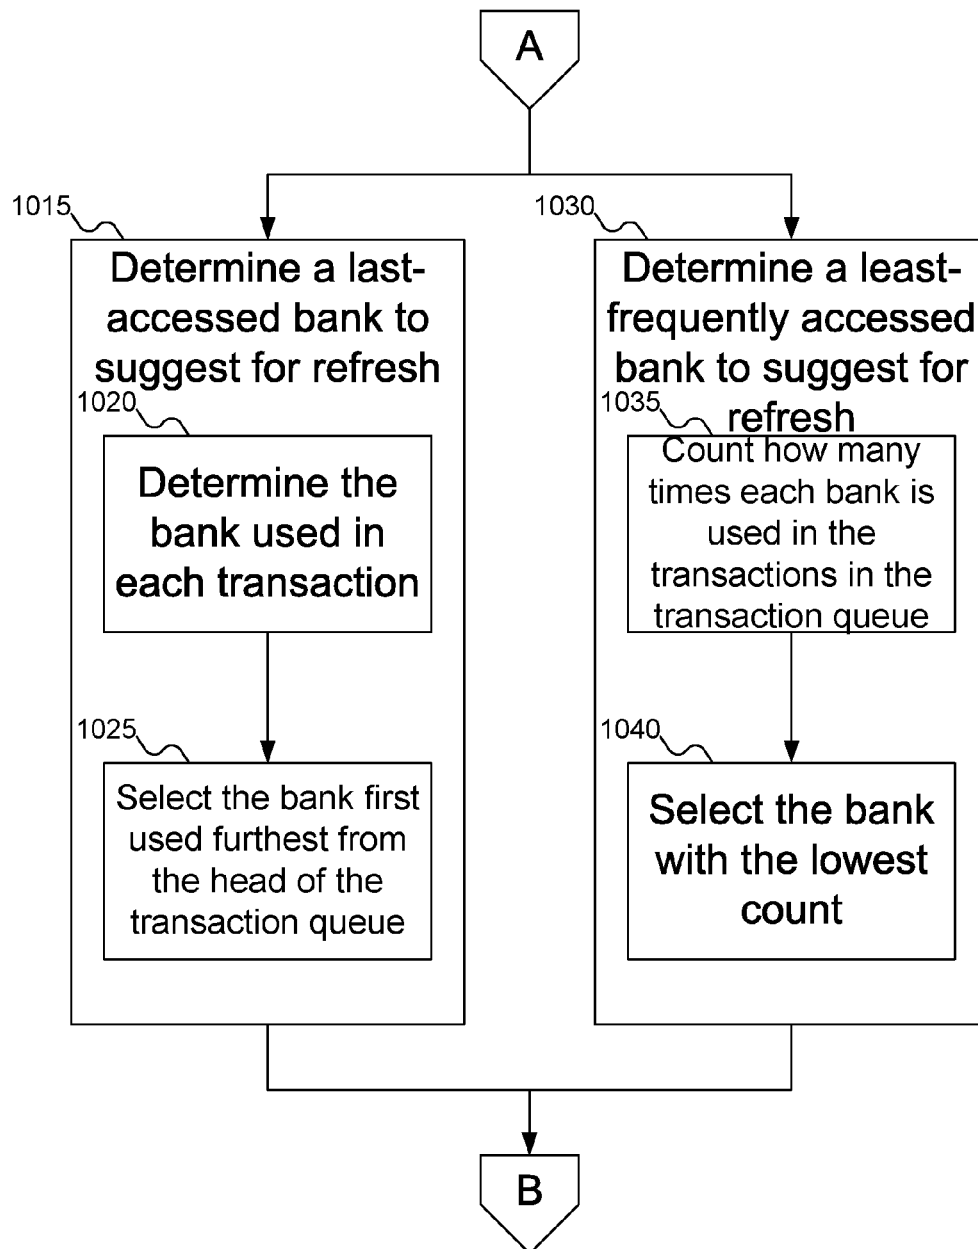 A
1015
Determine a last-
accessed bank to
suggest for refresh
1020
Determine the
bank used in
each transaction
1025
Select the bank first
used furthest from
the head of the
transaction queue
1030
Determine a least-
frequently accessed
bank to suggest for
refresh
1035
Count how many
times each bank is
used in the
transactions in the
transaction queue
1040
Select the bank
with the lowest
count
B